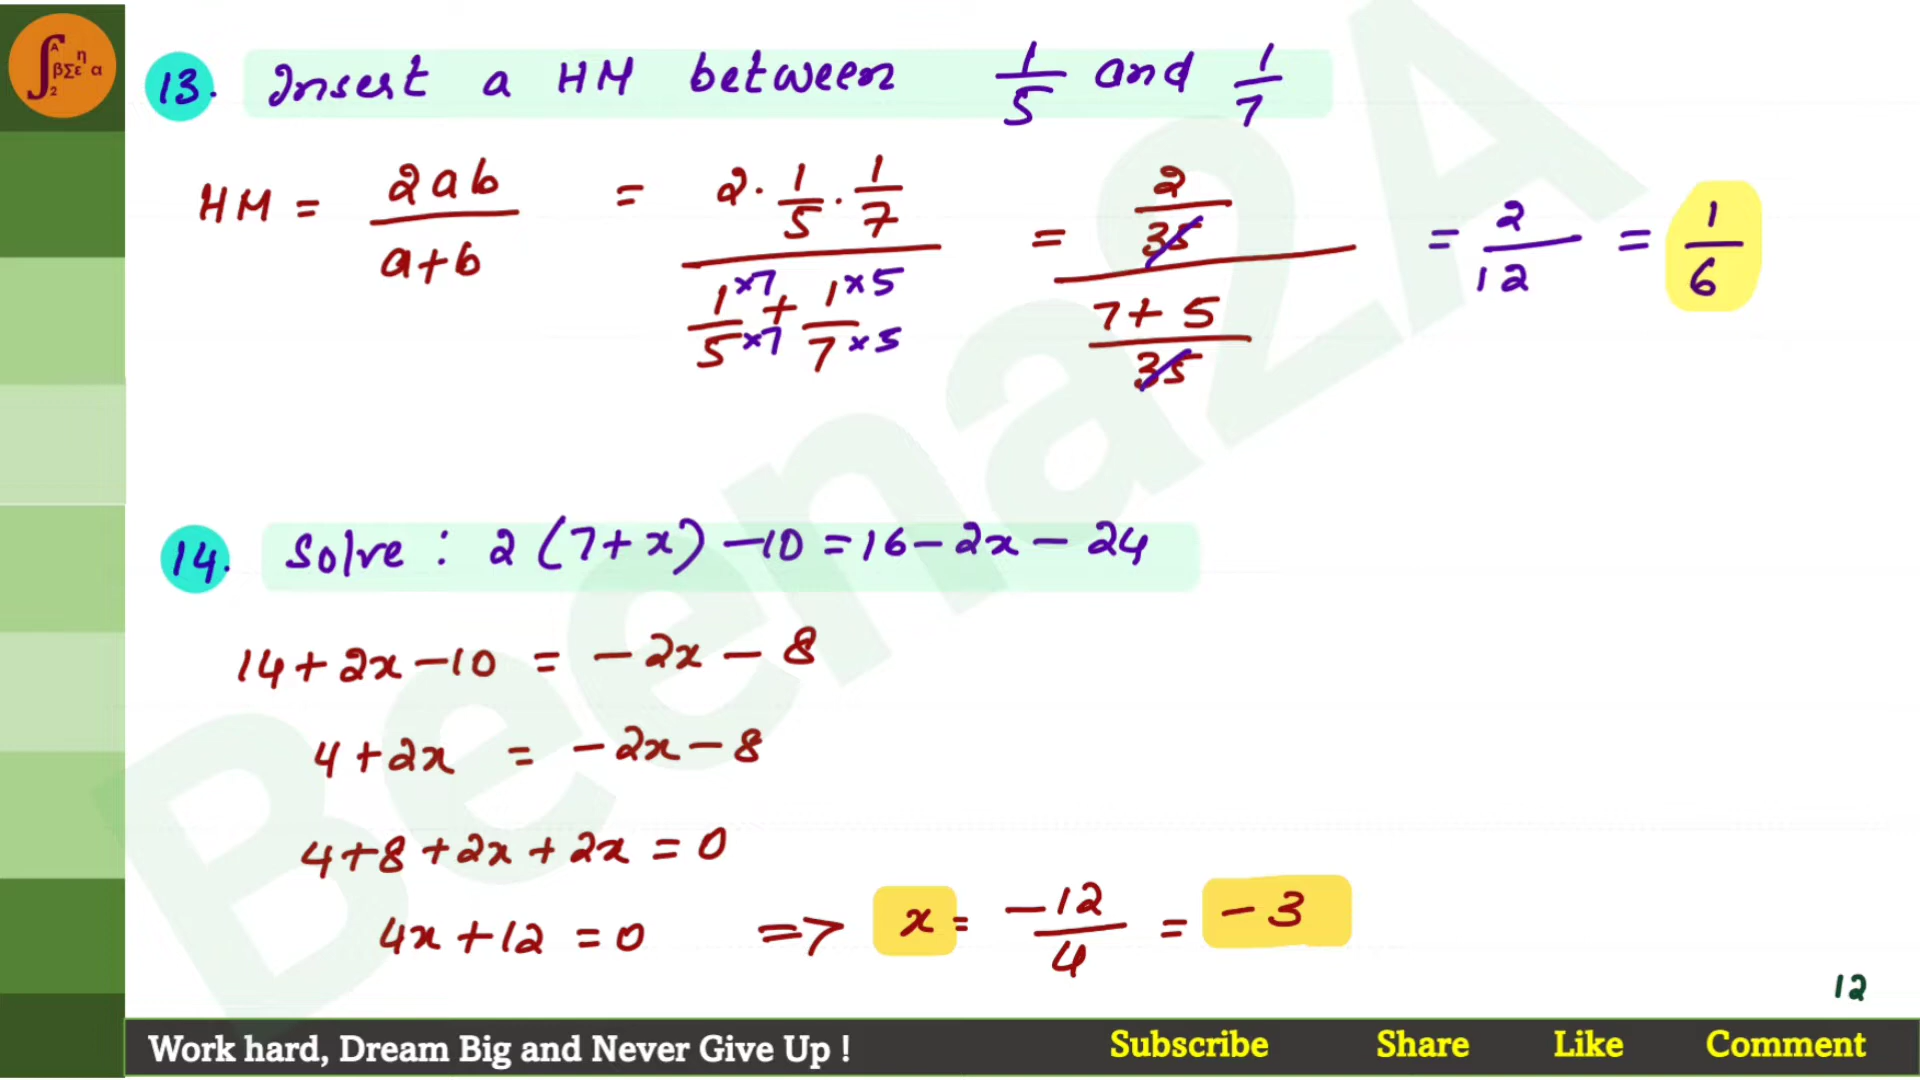 13. Insert a HM between 1/5 and 1/7
HM = 2ab/a+b = 2 · 1/5 · 1/7 / 1×7/5×7 + 1×5/7×5 = 2/35 / 7+5/35 = 2/12 = 1/6
14. Solve : 2(7+x) -10 = 16 - 2x - 24
14 + 2x - 10 = - 2x - 8
4 + 2x = - 2x - 8
4 + 8 + 2x + 2x = 0
4x + 12 = 0 => x = -12/4 = -3
12
Work hard, Dream Big and Never Give Up !
Subscribe Share Like Comment
Beena2A